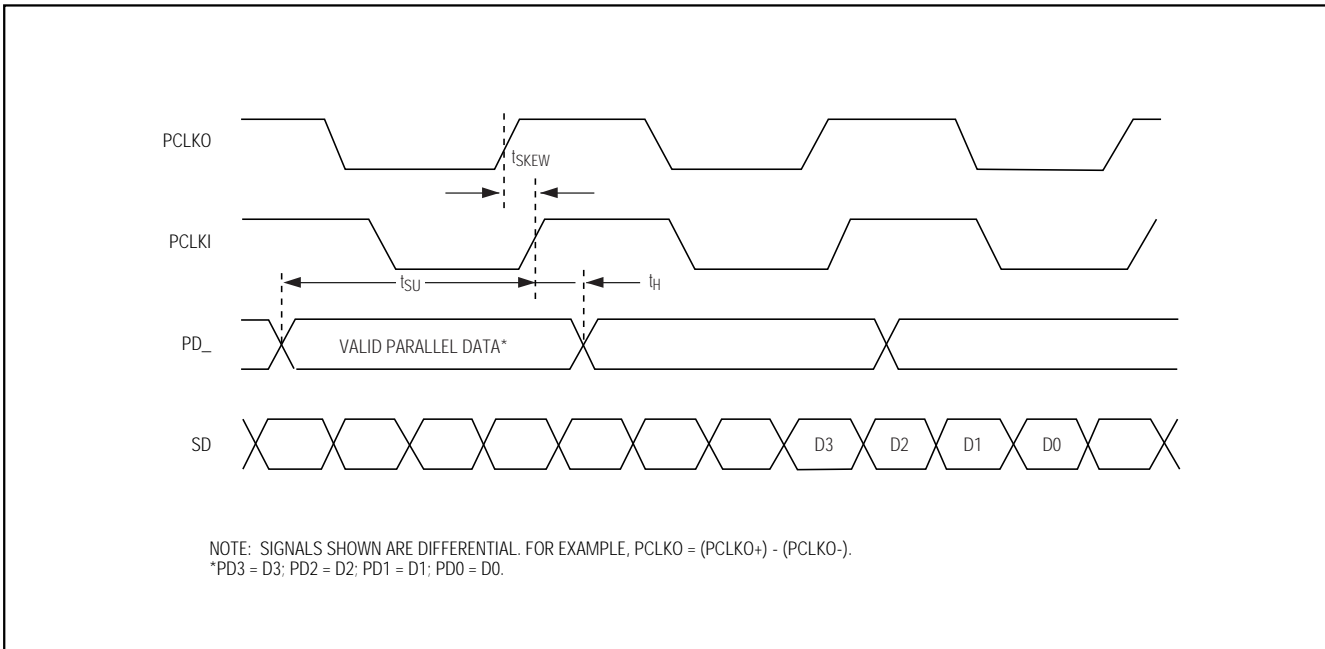 PCLKO
tSKEW
PCLKI
tSU
tH
PD_
VALID PARALLEL DATA*
SD
D3 D2 D1 D0
NOTE: SIGNALS SHOWN ARE DIFFERENTIAL. FOR EXAMPLE, PCLKO = (PCLKO+) - (PCLKO-).
*PD3 = D3; PD2 = D2; PD1 = D1; PD0 = D0.